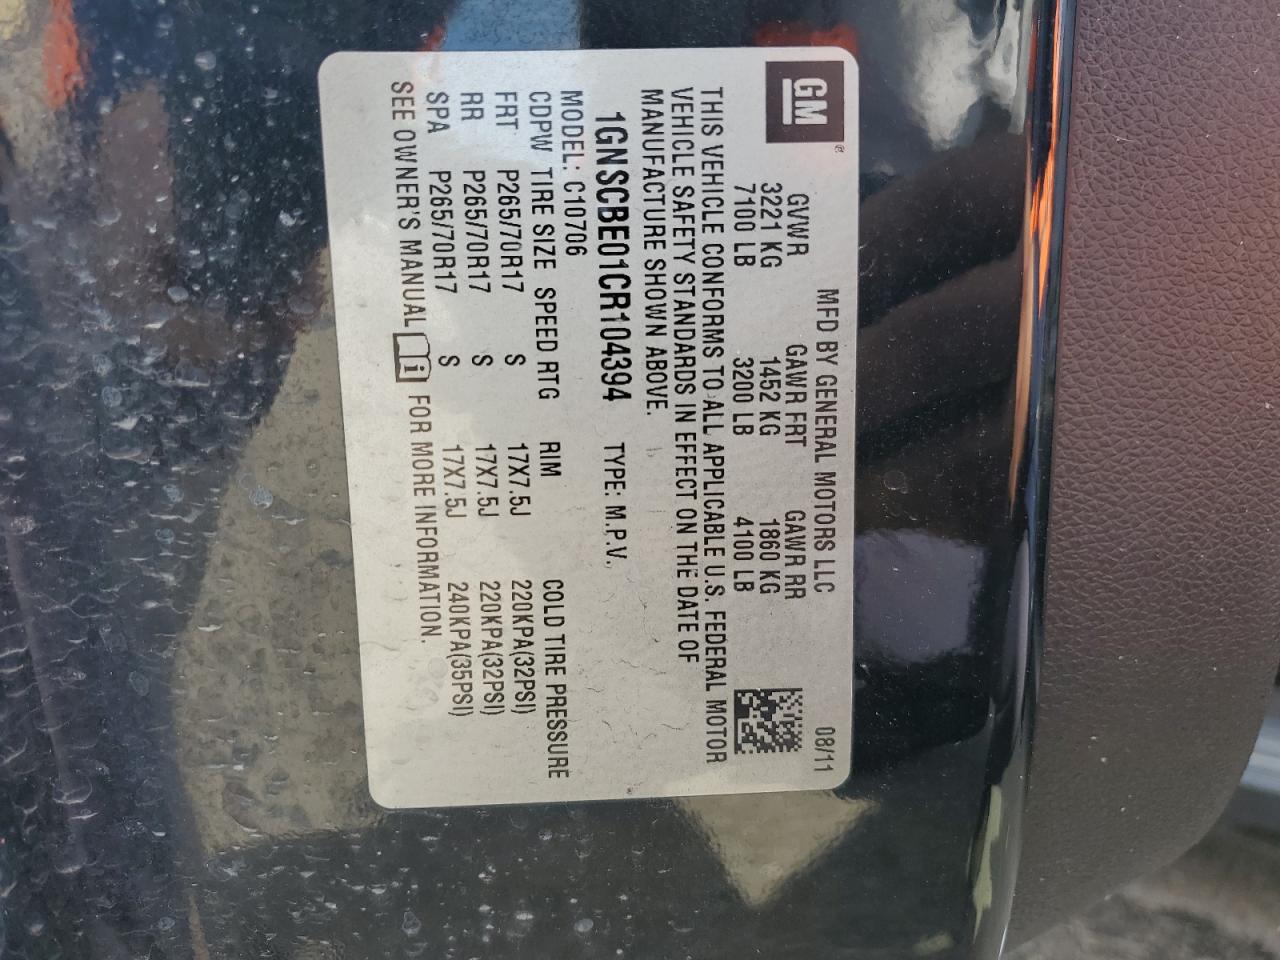 GM
MFD BY GENERAL MOTORS LLC 08/11
GVWR GAWR FRT GAWR RR
3221 KG 1452 KG 1860 KG
7100 LB 3200 LB 4100 LB
THIS VEHICLE CONFORMS TO ALL APPLICABLE U.S. FEDERAL MOTOR
VEHICLE SAFETY STANDARDS IN EFFECT ON THE DATE OF
MANUFACTURE SHOWN ABOVE.
1GNSCBE01CR104394 TYPE: M.P.V.
MODEL: C10706
CDPW TIRE SIZE SPEED RTG RIM COLD TIRE PRESSURE
FRT P265/70R17 S 17X7.5J 220KPA(32PSI)
RR P265/70R17 S 17X7.5J 220KPA(32PSI)
SPA P265/70R17 S 17X7.5J 240KPA(35PSI)
SEE OWNER'S MANUAL i FOR MORE INFORMATION.